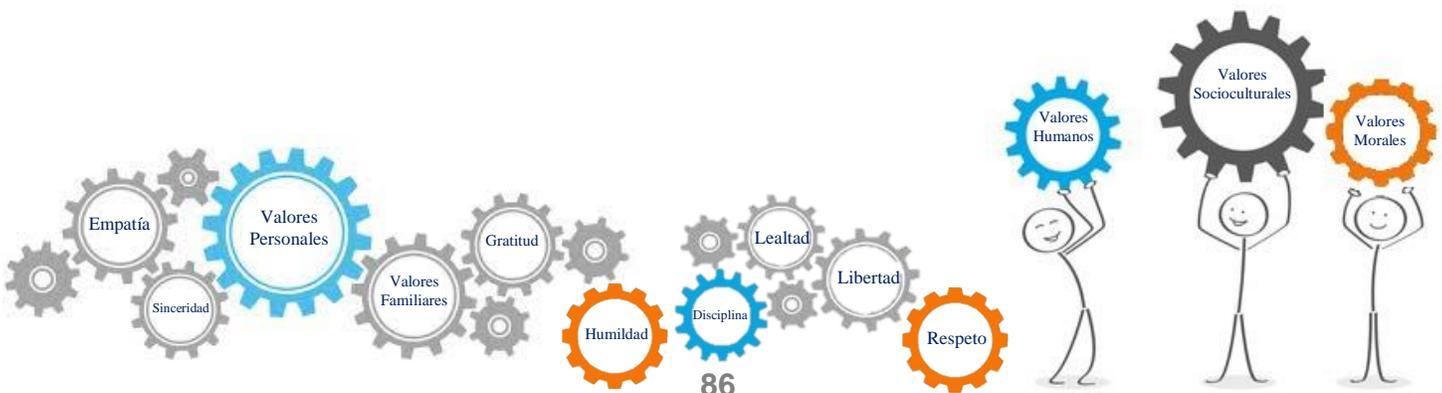 Empatía
Sinceridad
Valores
Personales
Valores
Familiares
Gratitud
Humildad
Disciplina
Lealtad
Libertad
Respeto
Valores
Humanos
Valores
Socioculturales
Valores
Morales
86